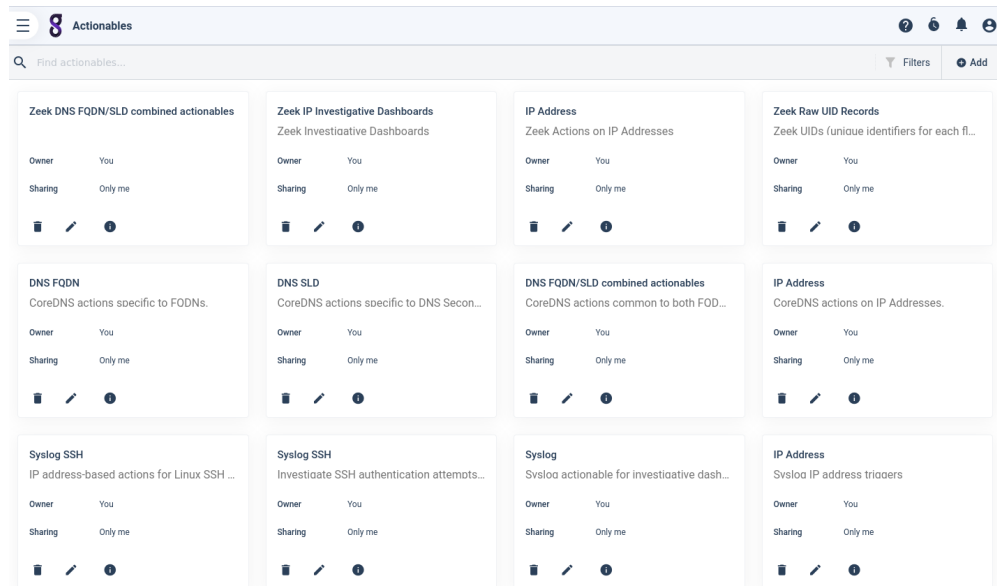 Actionables
Find actionables...
Filters
Add
Zeek DNS FQDN/SLD combined actionables
Owner You
Sharing Only me
Zeek IP Investigative Dashboards
Zeek Investigative Dashboards
Owner You
Sharing Only me
IP Address
Zeek Actions on IP Addresses
Owner You
Sharing Only me
Zeek Raw UID Records
Zeek UIDs (unique identifiers for each fl...
Owner You
Sharing Only me
DNS FQDN
CoreDNS actions specific to FQDNs.
Owner You
Sharing Only me
DNS SLD
CoreDNS actions specific to DNS Secon...
Owner You
Sharing Only me
DNS FQDN/SLD combined actionables
CoreDNS actions common to both FQD...
Owner You
Sharing Only me
IP Address
CoreDNS actions on IP Addresses.
Owner You
Sharing Only me
Syslog SSH
IP address-based actions for Linux SSH ...
Owner You
Sharing Only me
Syslog SSH
Investigate SSH authentication attempts...
Owner You
Sharing Only me
Syslog
Syslog actionable for investigative dash...
Owner You
Sharing Only me
IP Address
Syslog IP address triggers
Owner You
Sharing Only me